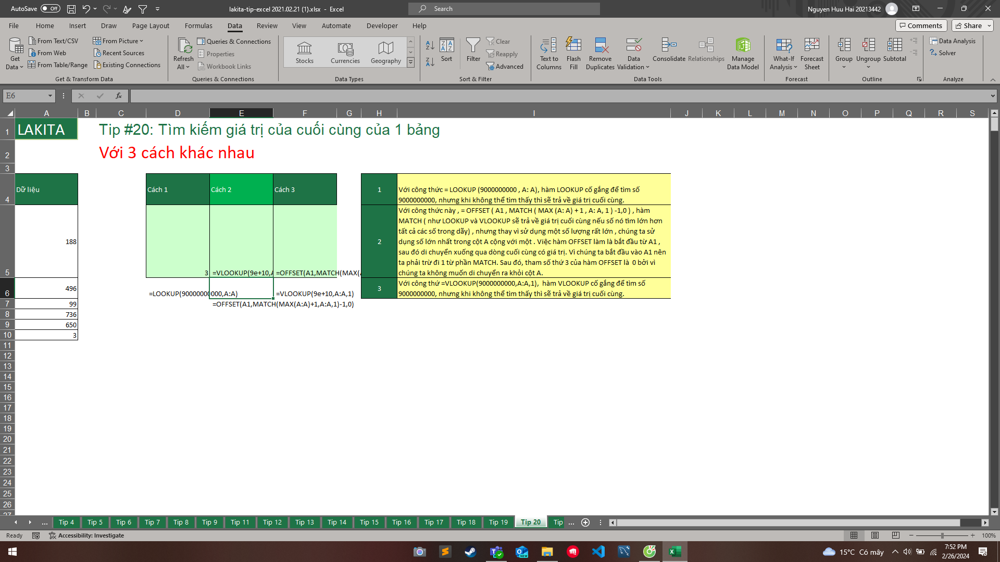 AutoSave Off
lakita-tip-excel 2021.02.21 (1).xlsx - Excel
Search
Nguyen Huu Hai 20213442
File Home Insert Draw Page Layout Formulas Data Review View Automate Developer Help
Comments Share
Get Data
From Text/CSV
From Web
From Table/Range
From Picture
Recent Sources
Existing Connections
Get & Transform Data
Refresh All
Queries & Connections
Properties
Workbook Links
Queries & Connections
Stocks Currencies Geography
Data Types
Sort
Filter
Clear
Reapply
Advanced
Sort & Filter
Text to Columns
Flash Fill
Remove Duplicates
Data Validation
Consolidate
Relationships
Manage Data Model
Data Tools
What-If Analysis
Forecast Sheet
Forecast
Group
Ungroup
Subtotal
Outline
Data Analysis
Solver
Analyze
E6
fx
A B C D E F G H I J K L M N O P Q R S
1 LAKITA Tip #20: Tìm kiếm giá trị của cuối cùng của 1 bảng
2 Với 3 cách khác nhau
3
4 Dữ liệu Cách 1 Cách 2 Cách 3 1
Với công thức = LOOKUP (9000000000 , A: A), hàm LOOKUP cố gắng để tìm số
9000000000, nhưng khi không thể tìm thấy thì sẽ trả về giá trị cuối cùng.
5 188 3 =VLOOKUP(9e+10,A =OFFSET(A1,MATCH(MAX(A 2
Với công thức này , = OFFSET ( A1 , MATCH ( MAX (A: A) + 1 , A: A, 1 ) -1,0 ) , hàm
MATCH ( như LOOKUP và VLOOKUP sẽ trả về giá trị cuối cùng nếu số nó tìm lớn hơn
tất cả các số trong dãy) , nhưng thay vì sử dụng một số lượng rất lớn , chúng ta sử
dụng số lớn nhất trong cột A cộng với một . Việc hàm OFFSET làm là bắt đầu từ A1 ,
sau đó di chuyển xuống qua dòng cuối cùng có giá trị. Vì chúng ta bắt đầu vào A1 nên
ta phải trừ đi 1 từ phần MATCH. Sau đó, tham số thứ 3 của hàm OFFSET là 0 bởi vì
chúng ta không muốn di chuyển ra khỏi cột A.
6 496 =LOOKUP(9000000000,A:A) =VLOOKUP(9e+10,A:A,1) 3
Với công thứ =VLOOKUP(9000000000,A:A,1), hàm VLOOKUP cố gắng để tìm số
9000000000, nhưng khi không thể tìm thấy thì sẽ trả về giá trị cuối cùng.
7 99 =OFFSET(A1,MATCH(MAX(A:A)+1,A:A,1)-1,0)
8 736
9 650
10 3
11
12
13
14
15
16
17
18
19
20
21
22
23
24
25
26
27
... Tip 4 Tip 5 Tip 6 Tip 7 Tip 8 Tip 9 Tip 11 Tip 12 Tip 13 Tip 14 Tip 15 Tip 16 Tip 17 Tip 18 Tip 19 Tip 20 Tip ...
Ready Accessibility: Investigate 100%
15°C Có mây
7:52 PM
2/26/2024